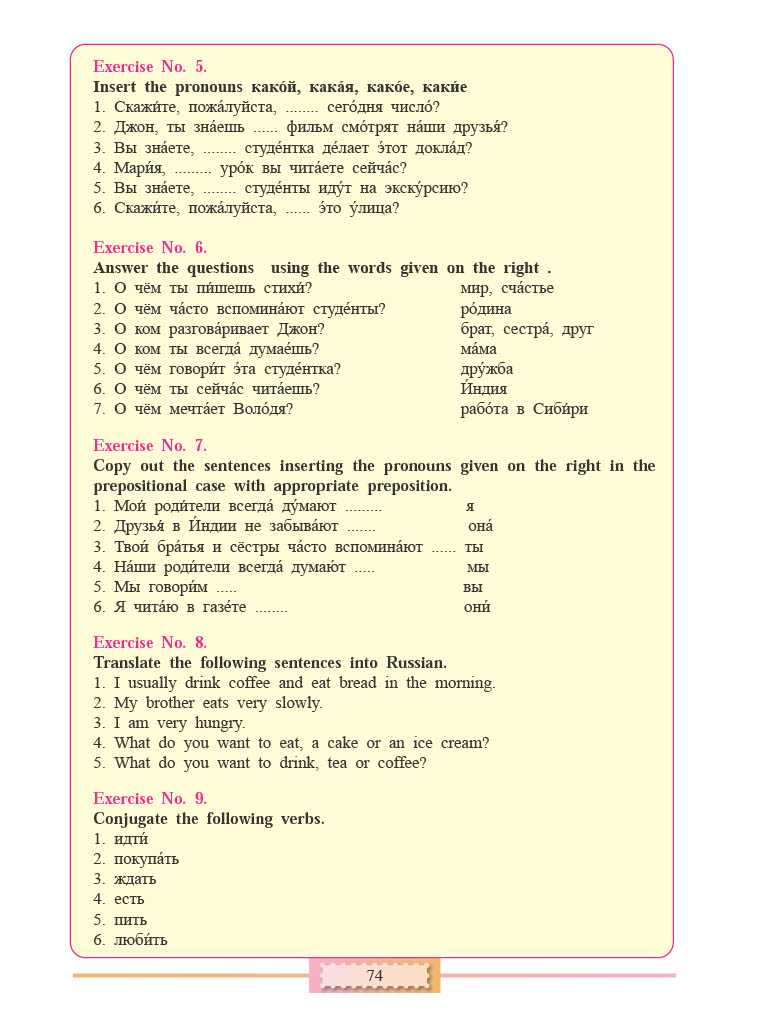 Exercise No. 5.
Insert the pronouns како́й, кака́я, како́е, каки́е
1. Скажи́те, пожа́луйста, ........ сего́дня число́?
2. Джон, ты зна́ешь ...... фильм смо́трят на́ши друзья́?
3. Вы зна́ете, ........ студе́нтка де́лает э́тот докла́д?
4. Мари́я, ......... уро́к вы чита́ете сейча́с?
5. Вы зна́ете, ........ студе́нты иду́т на экску́рсию?
6. Скажи́те, пожа́луйста, ...... э́то у́лица?
Exercise No. 6.
Answer the questions using the words given on the right .
1. О чём ты пи́шешь стихи́? мир, сча́стье
2. О чём ча́сто вспомина́ют студе́нты? ро́дина
3. О ком разгова́ривает Джон? брат, сестра́, друг
4. О ком ты всегда́ думае́шь? ма́ма
5. О чём говори́т э́та студе́нтка? дру́жба
6. О чём ты сейча́с чита́ешь? И́ндия
7. О чём мечта́ет Воло́дя? рабо́та в Сиби́ри
Exercise No. 7.
Copy out the sentences inserting the pronouns given on the right in the
prepositional case with appropriate preposition.
1. Мои́ роди́тели всегда́ ду́мают ......... я
2. Друзья́ в И́ндии не забыва́ют ....... она́
3. Твои́ бра́тья и сёстры ча́сто вспомина́ют ...... ты
4. На́ши роди́тели всегда́ думаю́т ..... мы
5. Мы говори́м ..... вы
6. Я чита́ю в газе́те ........ они́
Exercise No. 8.
Translate the following sentences into Russian.
1. I usually drink coffee and eat bread in the morning.
2. My brother eats very slowly.
3. I am very hungry.
4. What do you want to eat, a cake or an ice cream?
5. What do you want to drink, tea or coffee?
Exercise No. 9.
Conjugate the following verbs.
1. идти́
2. покупа́ть
3. ждать
4. есть
5. пить
6. люби́ть
74